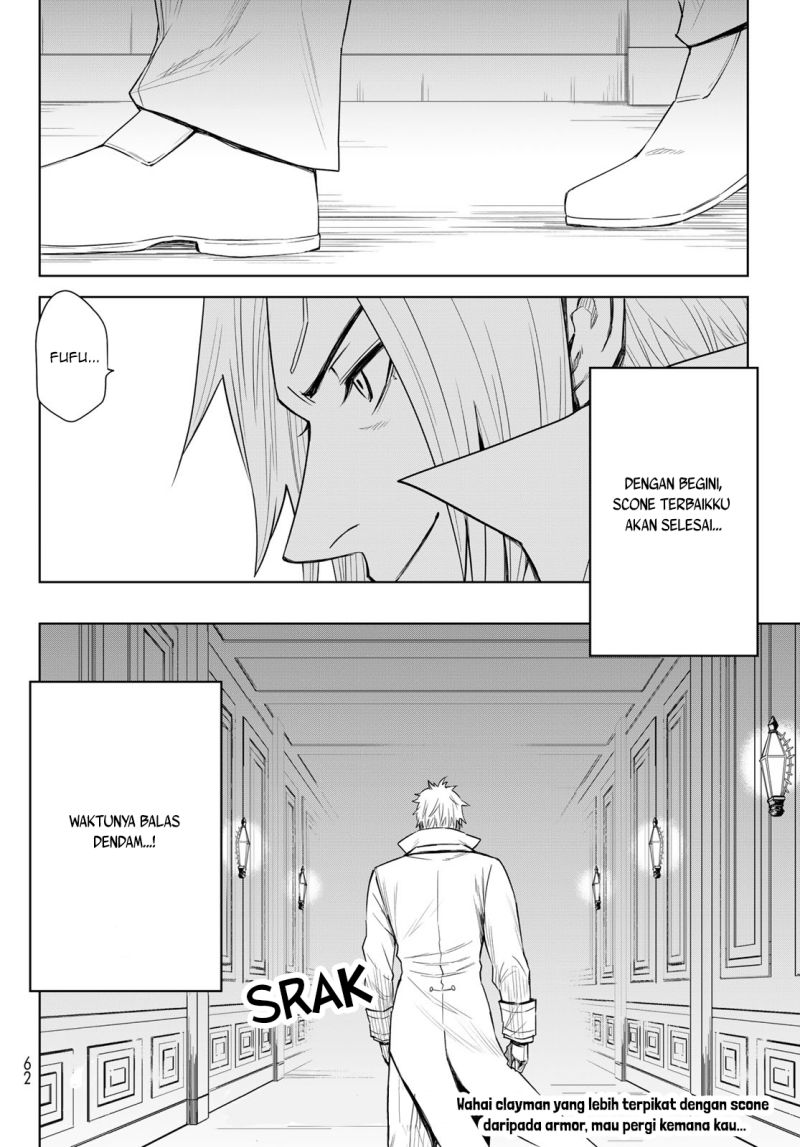 FUFU...
DENGAN BEGINI,
SCONE TERBAIKKU
AKAN SELESAI...
WAKTUNYA BALAS
DENDAM...!
SRAK
Wahai clayman yang lebih terpikat dengan scone
daripada armor, mau pergi kemana kau...
62